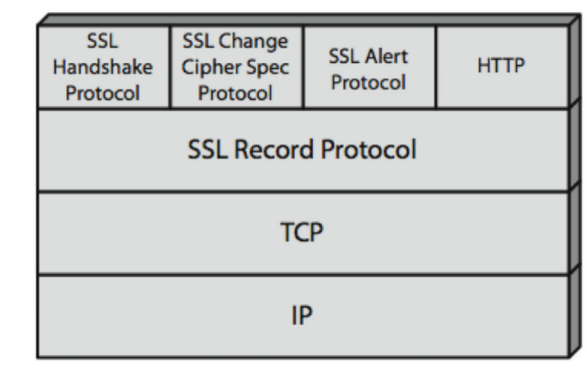 SSL
Handshake
Protocol
SSL Change
Cipher Spec
Protocol
SSL Alert
Protocol
HTTP
SSL Record Protocol
TCP
IP